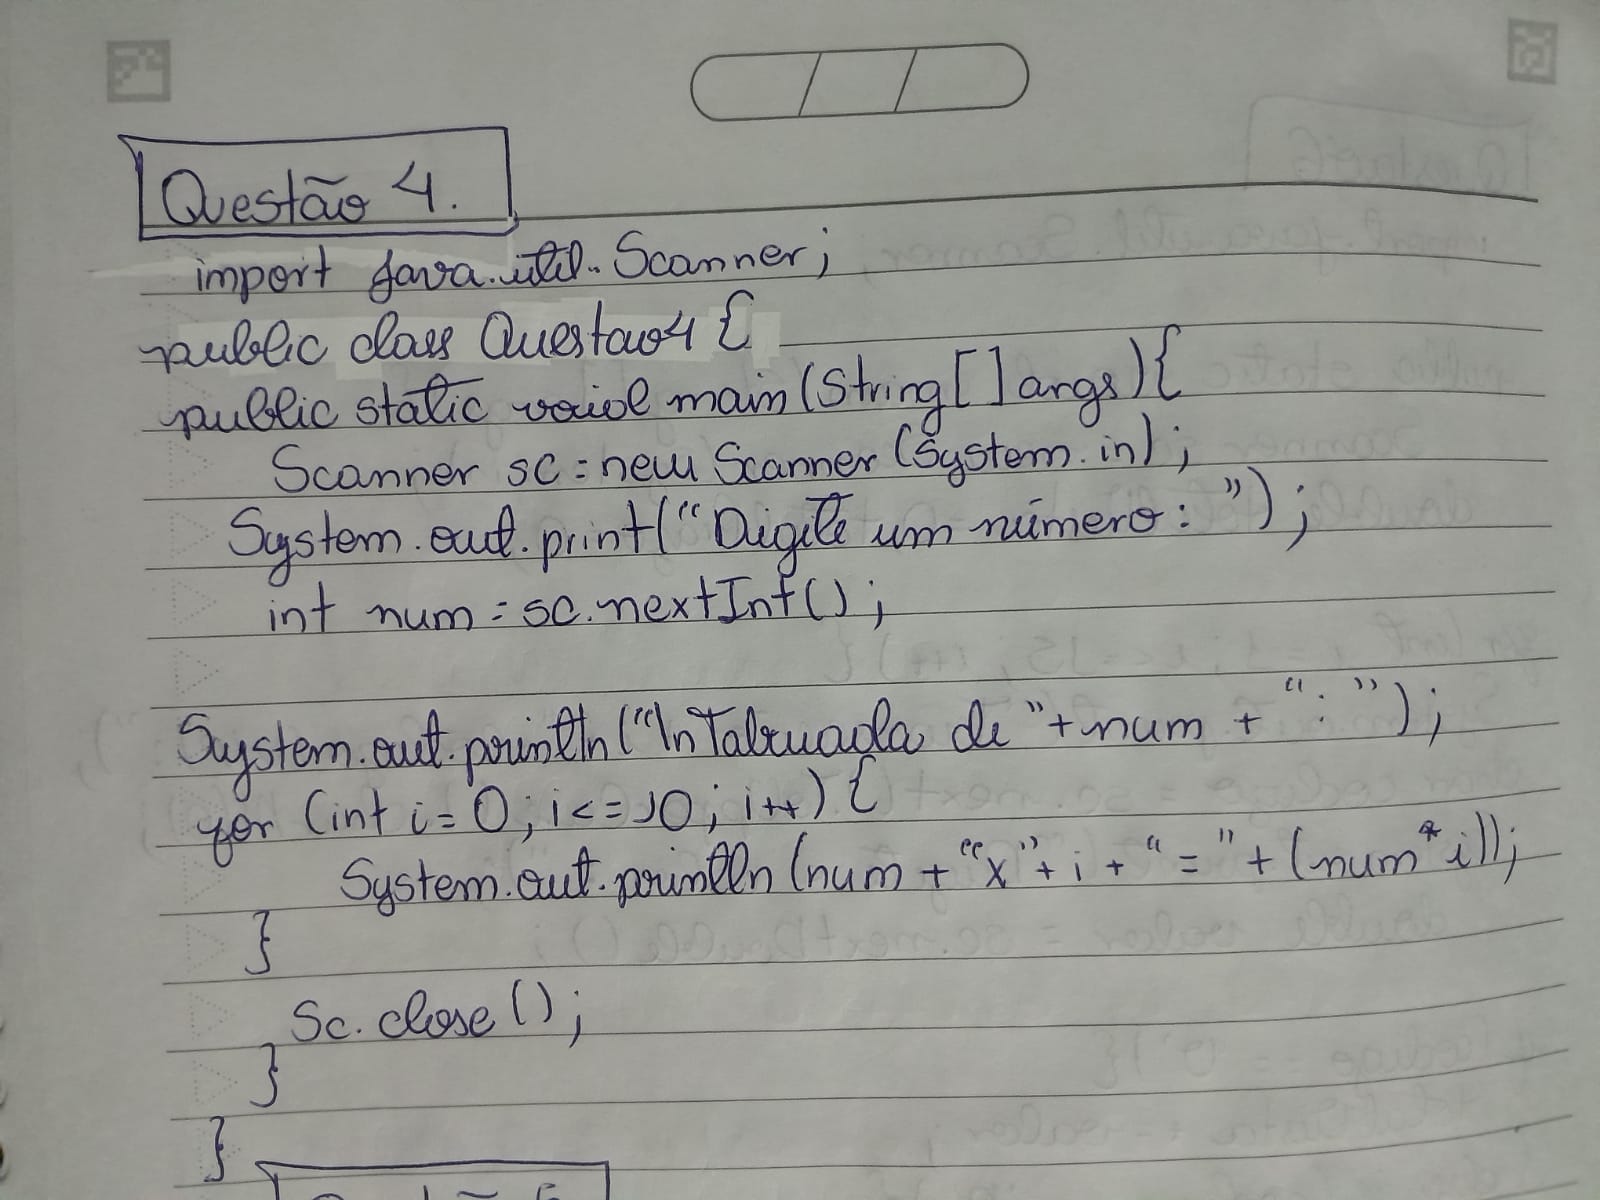 Questão 4.
import java.util.Scanner;
public class Questao4 {
public static void main(String[] args){
Scanner sc = new Scanner (System.in);
System.out.print("Digite um número: ");
int num = sc.nextInt();
System.out.println("\nTabuada de "+ num + ":");
for (int i = 0; i <= 10; i++) {
System.out.println (num + "x" + i + "=" + (num * i));
}
Sc.close();
}
}